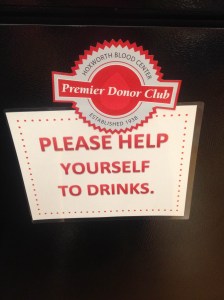 HOXWORTH BLOOD CENTER
Premier Donor Club
ESTABLISHED 1938
PLEASE HELP
YOURSELF
TO DRINKS.